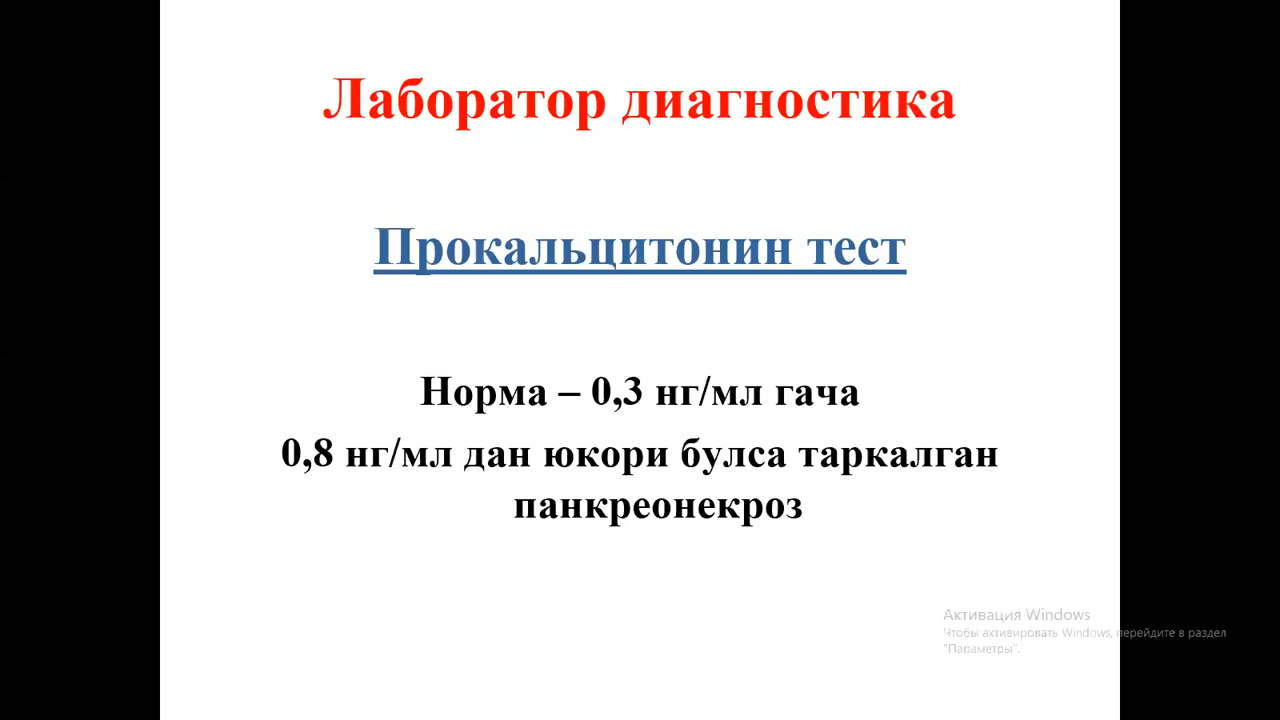 Лаборатор диагностика
Прокальцитонин тест
Норма – 0,3 нг/мл гача
0,8 нг/мл дан юкори булса таркалган
панкреонекроз
Активация Windows
Чтобы активировать Windows, перейдите в раздел
"Параметры".